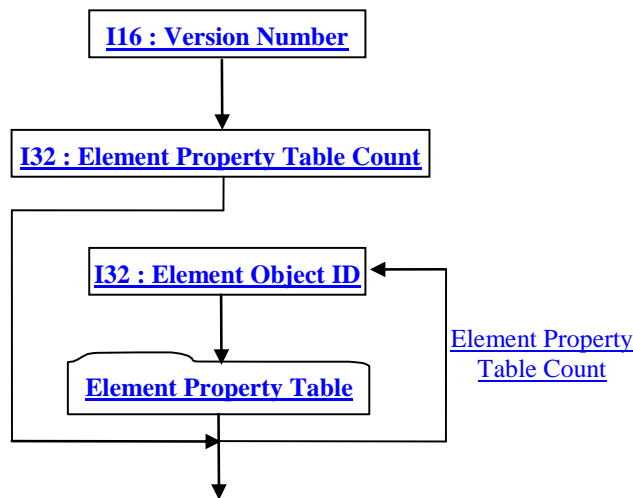 I16 : Version Number
I32 : Element Property Table Count
I32 : Element Object ID
Element Property
Table Count
Element Property Table